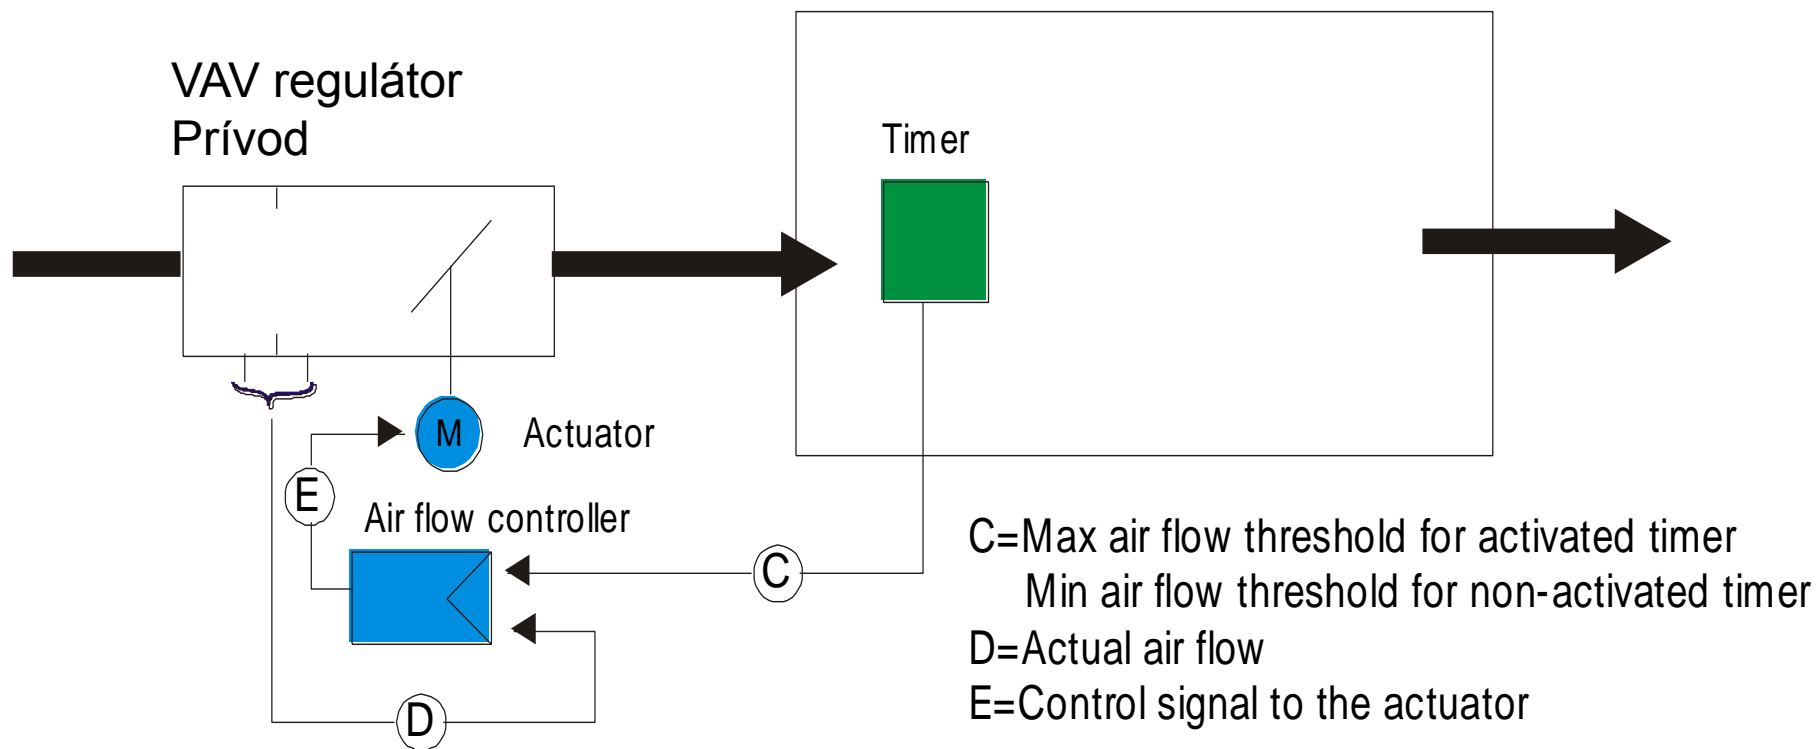 VAV regulátor
Prívod
Timer
M
Actuator
E
Air flow controller
C
D
C=Max air flow threshold for activated timer
Min air flow threshold for non-activated timer
D=Actual air flow
E=Control signal to the actuator